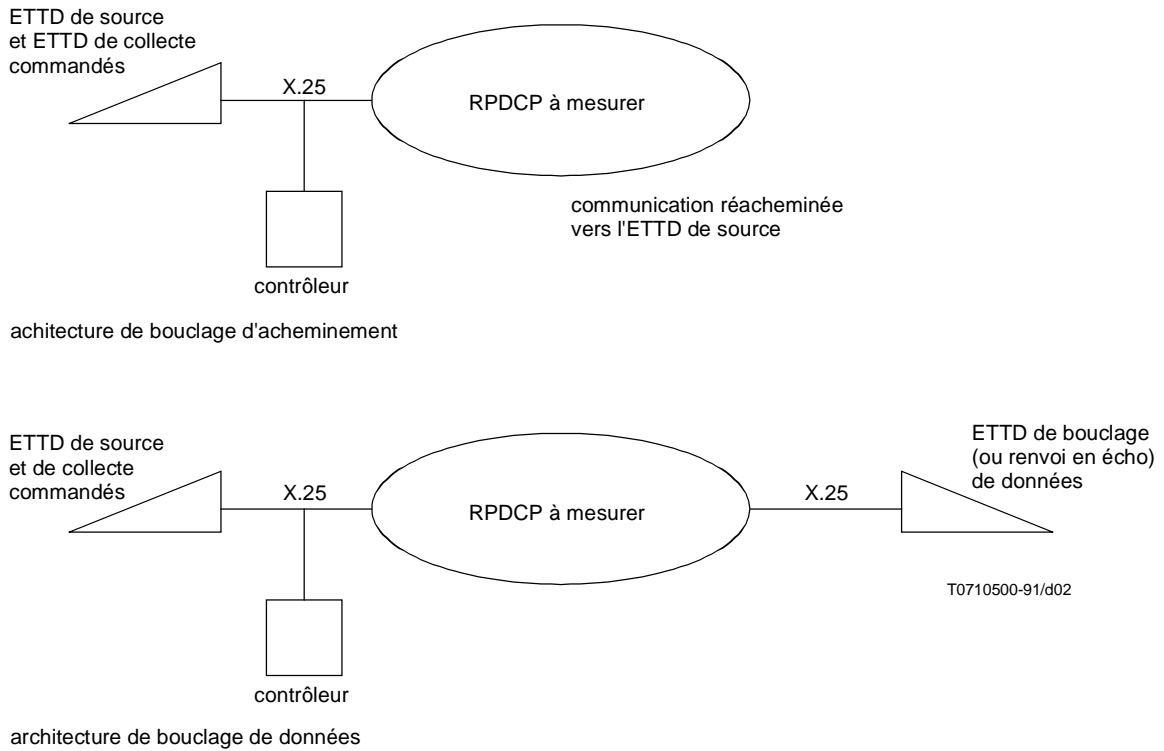 ETTD de source
et ETTD de collecte
commandés
X.25
RPDCP à mesurer
communication réacheminée
vers l'ETTD de source
contrôleur
achitecture de bouclage d'acheminement
ETTD de source
et de collecte
commandés
X.25
RPDCP à mesurer
X.25
ETTD de bouclage
(ou renvoi en écho)
de données
T0710500-91/d02
contrôleur
architecture de bouclage de données